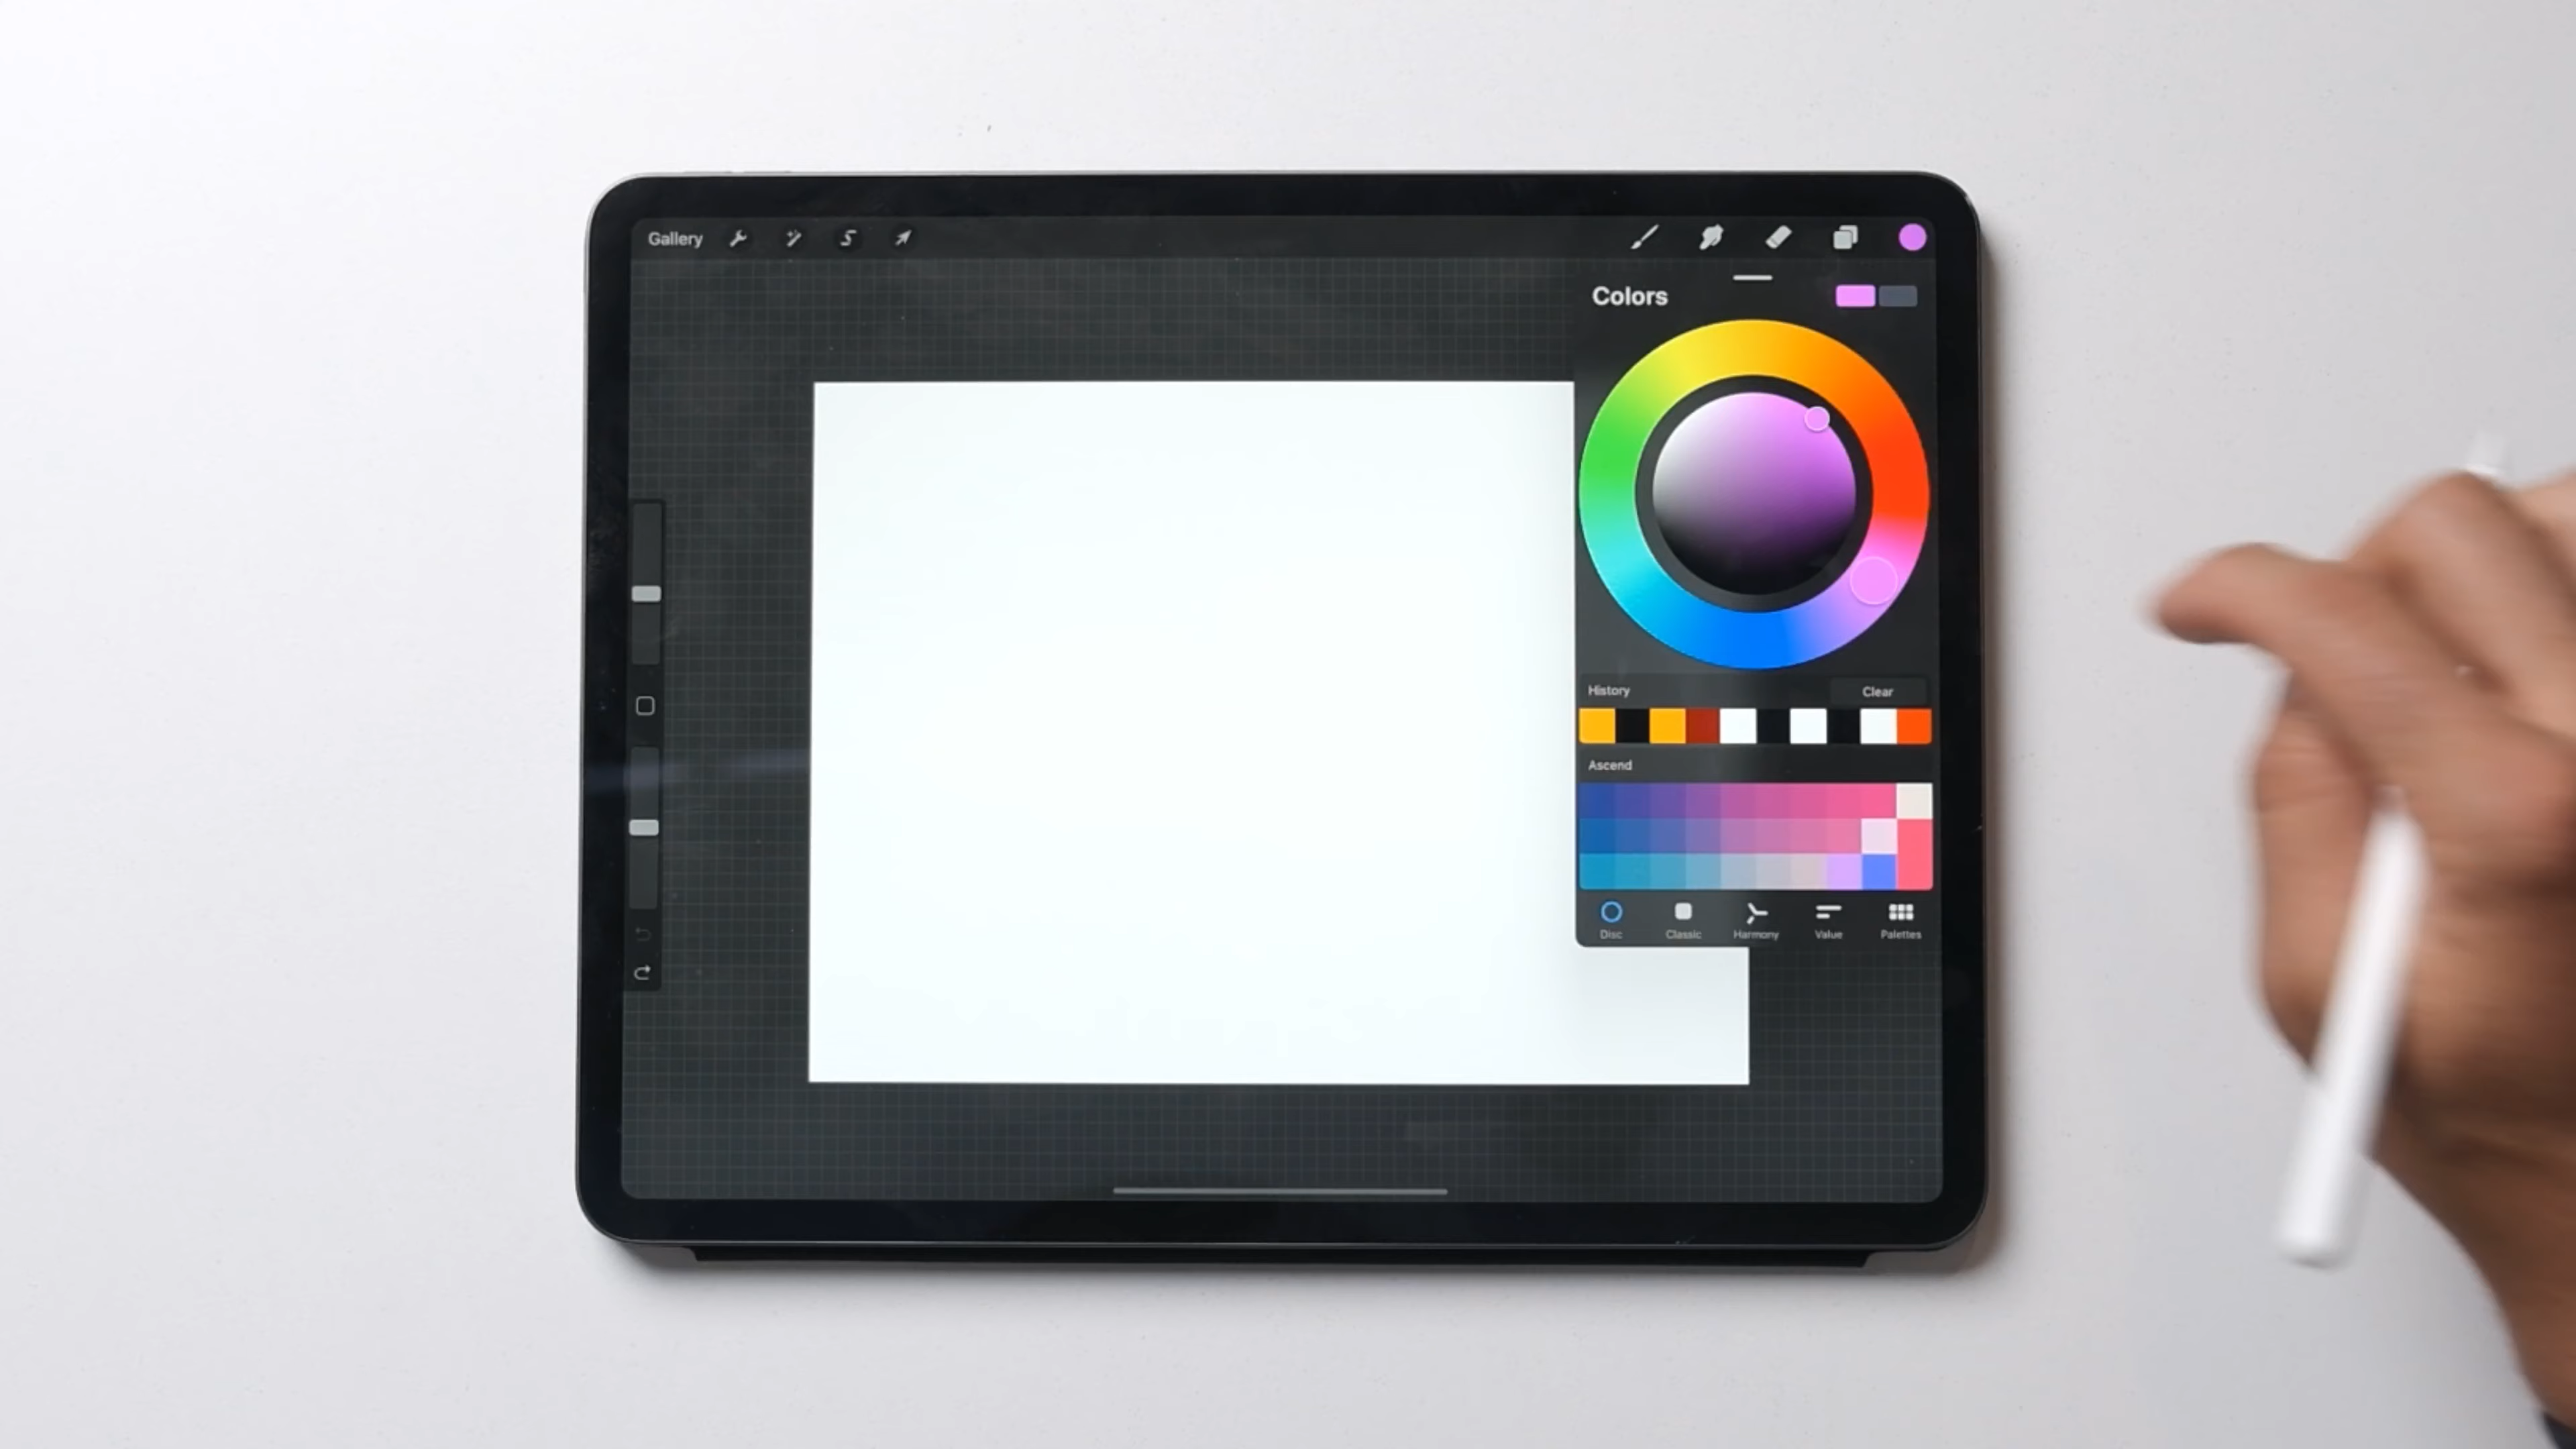 Gallery
Colors
History
Clear
Ascend
Disc
Classic
Harmony
Value
Palettes